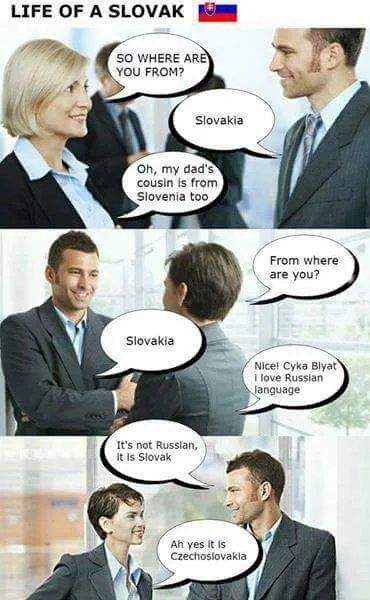 LIFE OF A SLOVAK
SO WHERE ARE
YOU FROM?
Slovakia
Oh, my dad's
cousin is from
Slovenia too
From where
are you?
Slovakia
Nice! Cyka Blyat
i love Russian
language
It's not Russian,
it is Slovak
Ah yes it is
Czechoslovakia